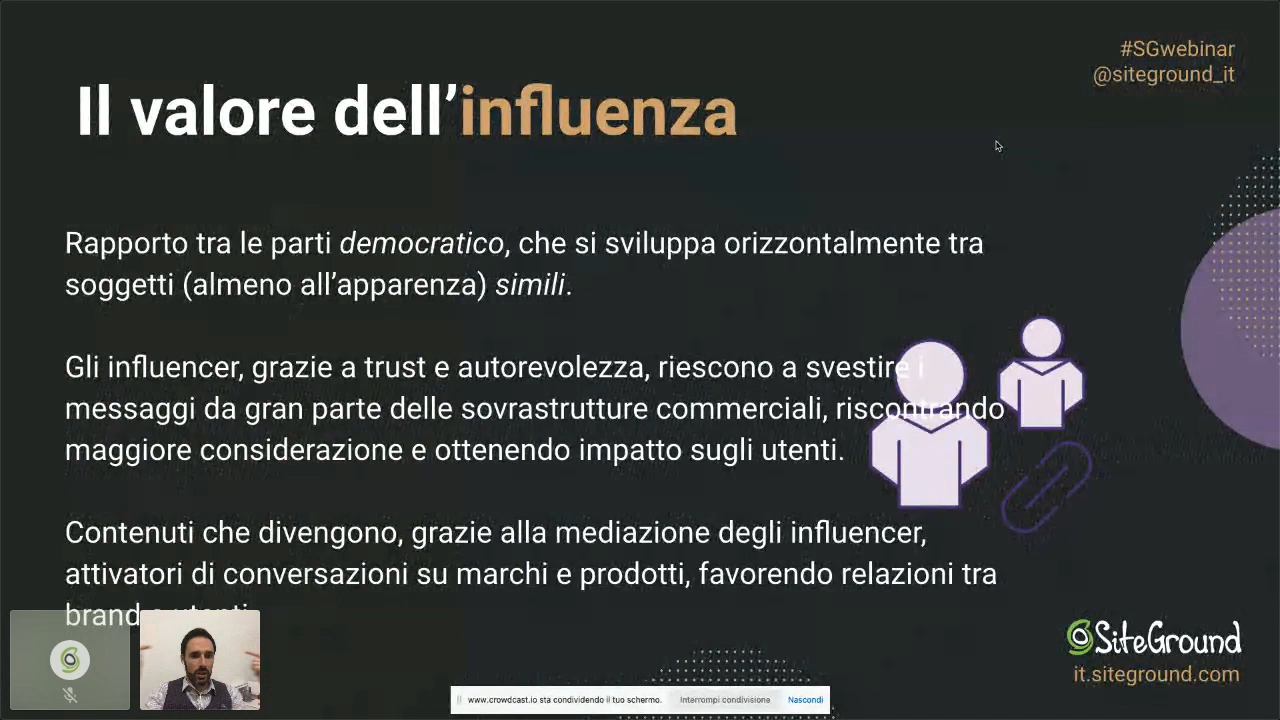 #SGwebinar
@siteground_it
Il valore dell'influenza
Rapporto tra le parti democratico, che si sviluppa orizzontalmente tra
soggetti (almeno all'apparenza) simili.
Gli influencer, grazie a trust e autorevolezza, riescono a svestire i
messaggi da gran parte delle sovrastrutture commerciali, riscontrando
maggiore considerazione e ottenendo impatto sugli utenti.
Contenuti che divengono, grazie alla mediazione degli influencer,
attivatori di conversazioni su marchi e prodotti, favorendo relazioni tra
brand e utenti
SiteGround
it.siteground.com
www.crowdcast.io sta condividendo il tuo schermo. Interrompi condivisione Nascondi